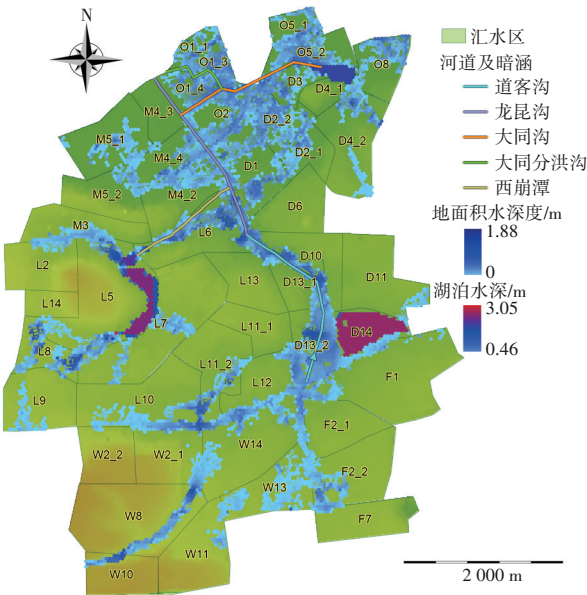 N
O5_1
O1_1
O5_2
O1_3
O8
D3
O1_4
D4_1
M4_3
O2
D2_2
M5_1
D4_2
M4_4
D2_1
D1
M5_2
M4_2
D6
L6
M3
D10
L2
L13
D13_1
D11
L5
L14
L7
L11_1
D14
D13_2
L8
L11_2
L12
F1
L9
L10
F2_1
W14
W2_2
W2_1
F2_2
W13
W8
F7
W11
W10
汇水区
河道及暗涵
道客沟
龙昆沟
大同沟
大同分洪沟
西崩潭
地面积水深度/m
1.88
0
湖泊水深/m
3.05
0.46
2 000 m